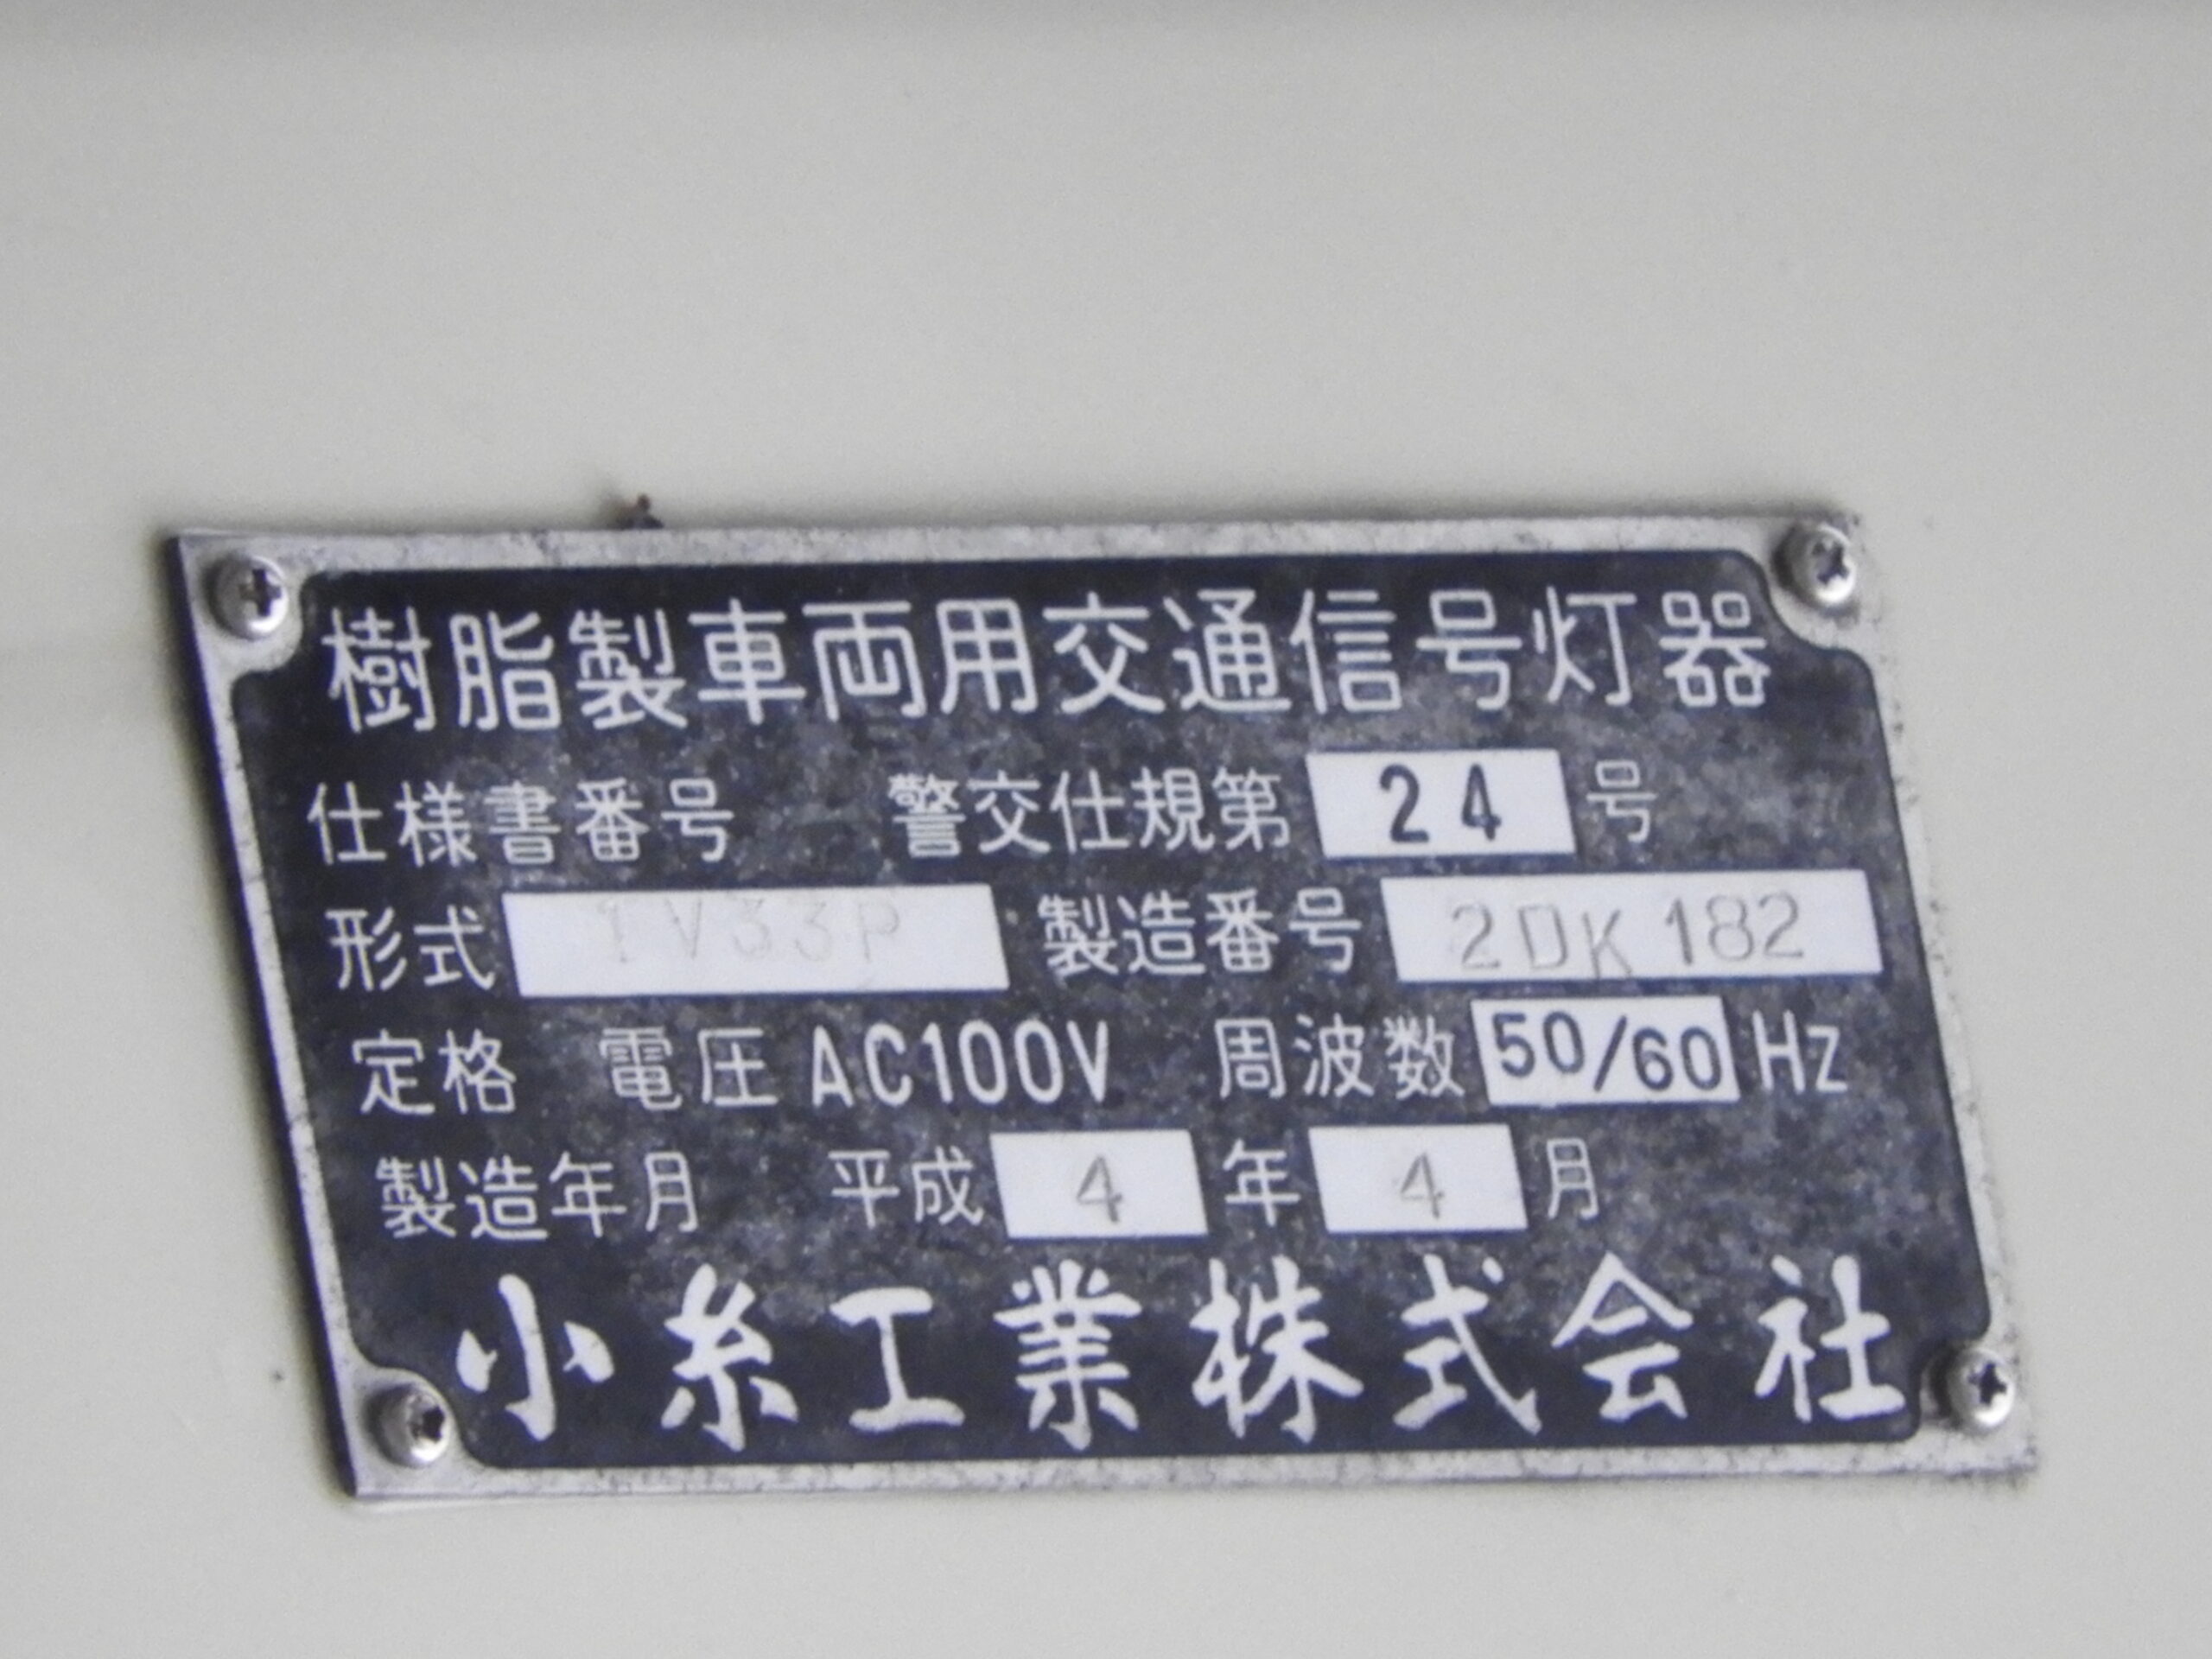 樹脂製車両用交通信号灯器
仕様書番号 警交仕規第 24 号
形式 1V33P 製造番号 2DK182
定格 電圧 AC100V 周波数 50/60 Hz
製造年月 平成 4 年 4 月
小糸工業株式会社